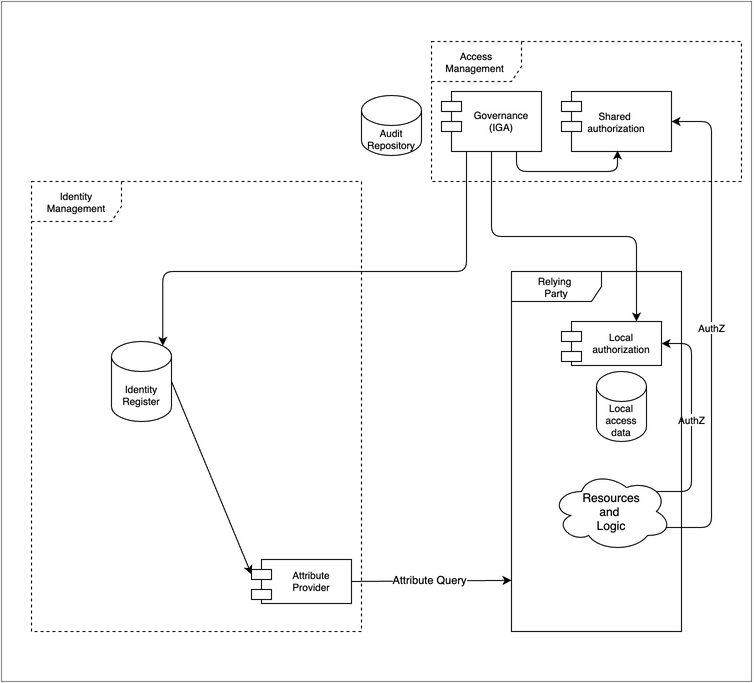 Access
Management
Governance
(IGA)
Shared
authorization
Audit
Repository
Identity
Management
Relying
Party
Local
authorization
AuthZ
Identity
Register
Local
access
data
AuthZ
Resources
and
Logic
Attribute
Provider
Attribute Query